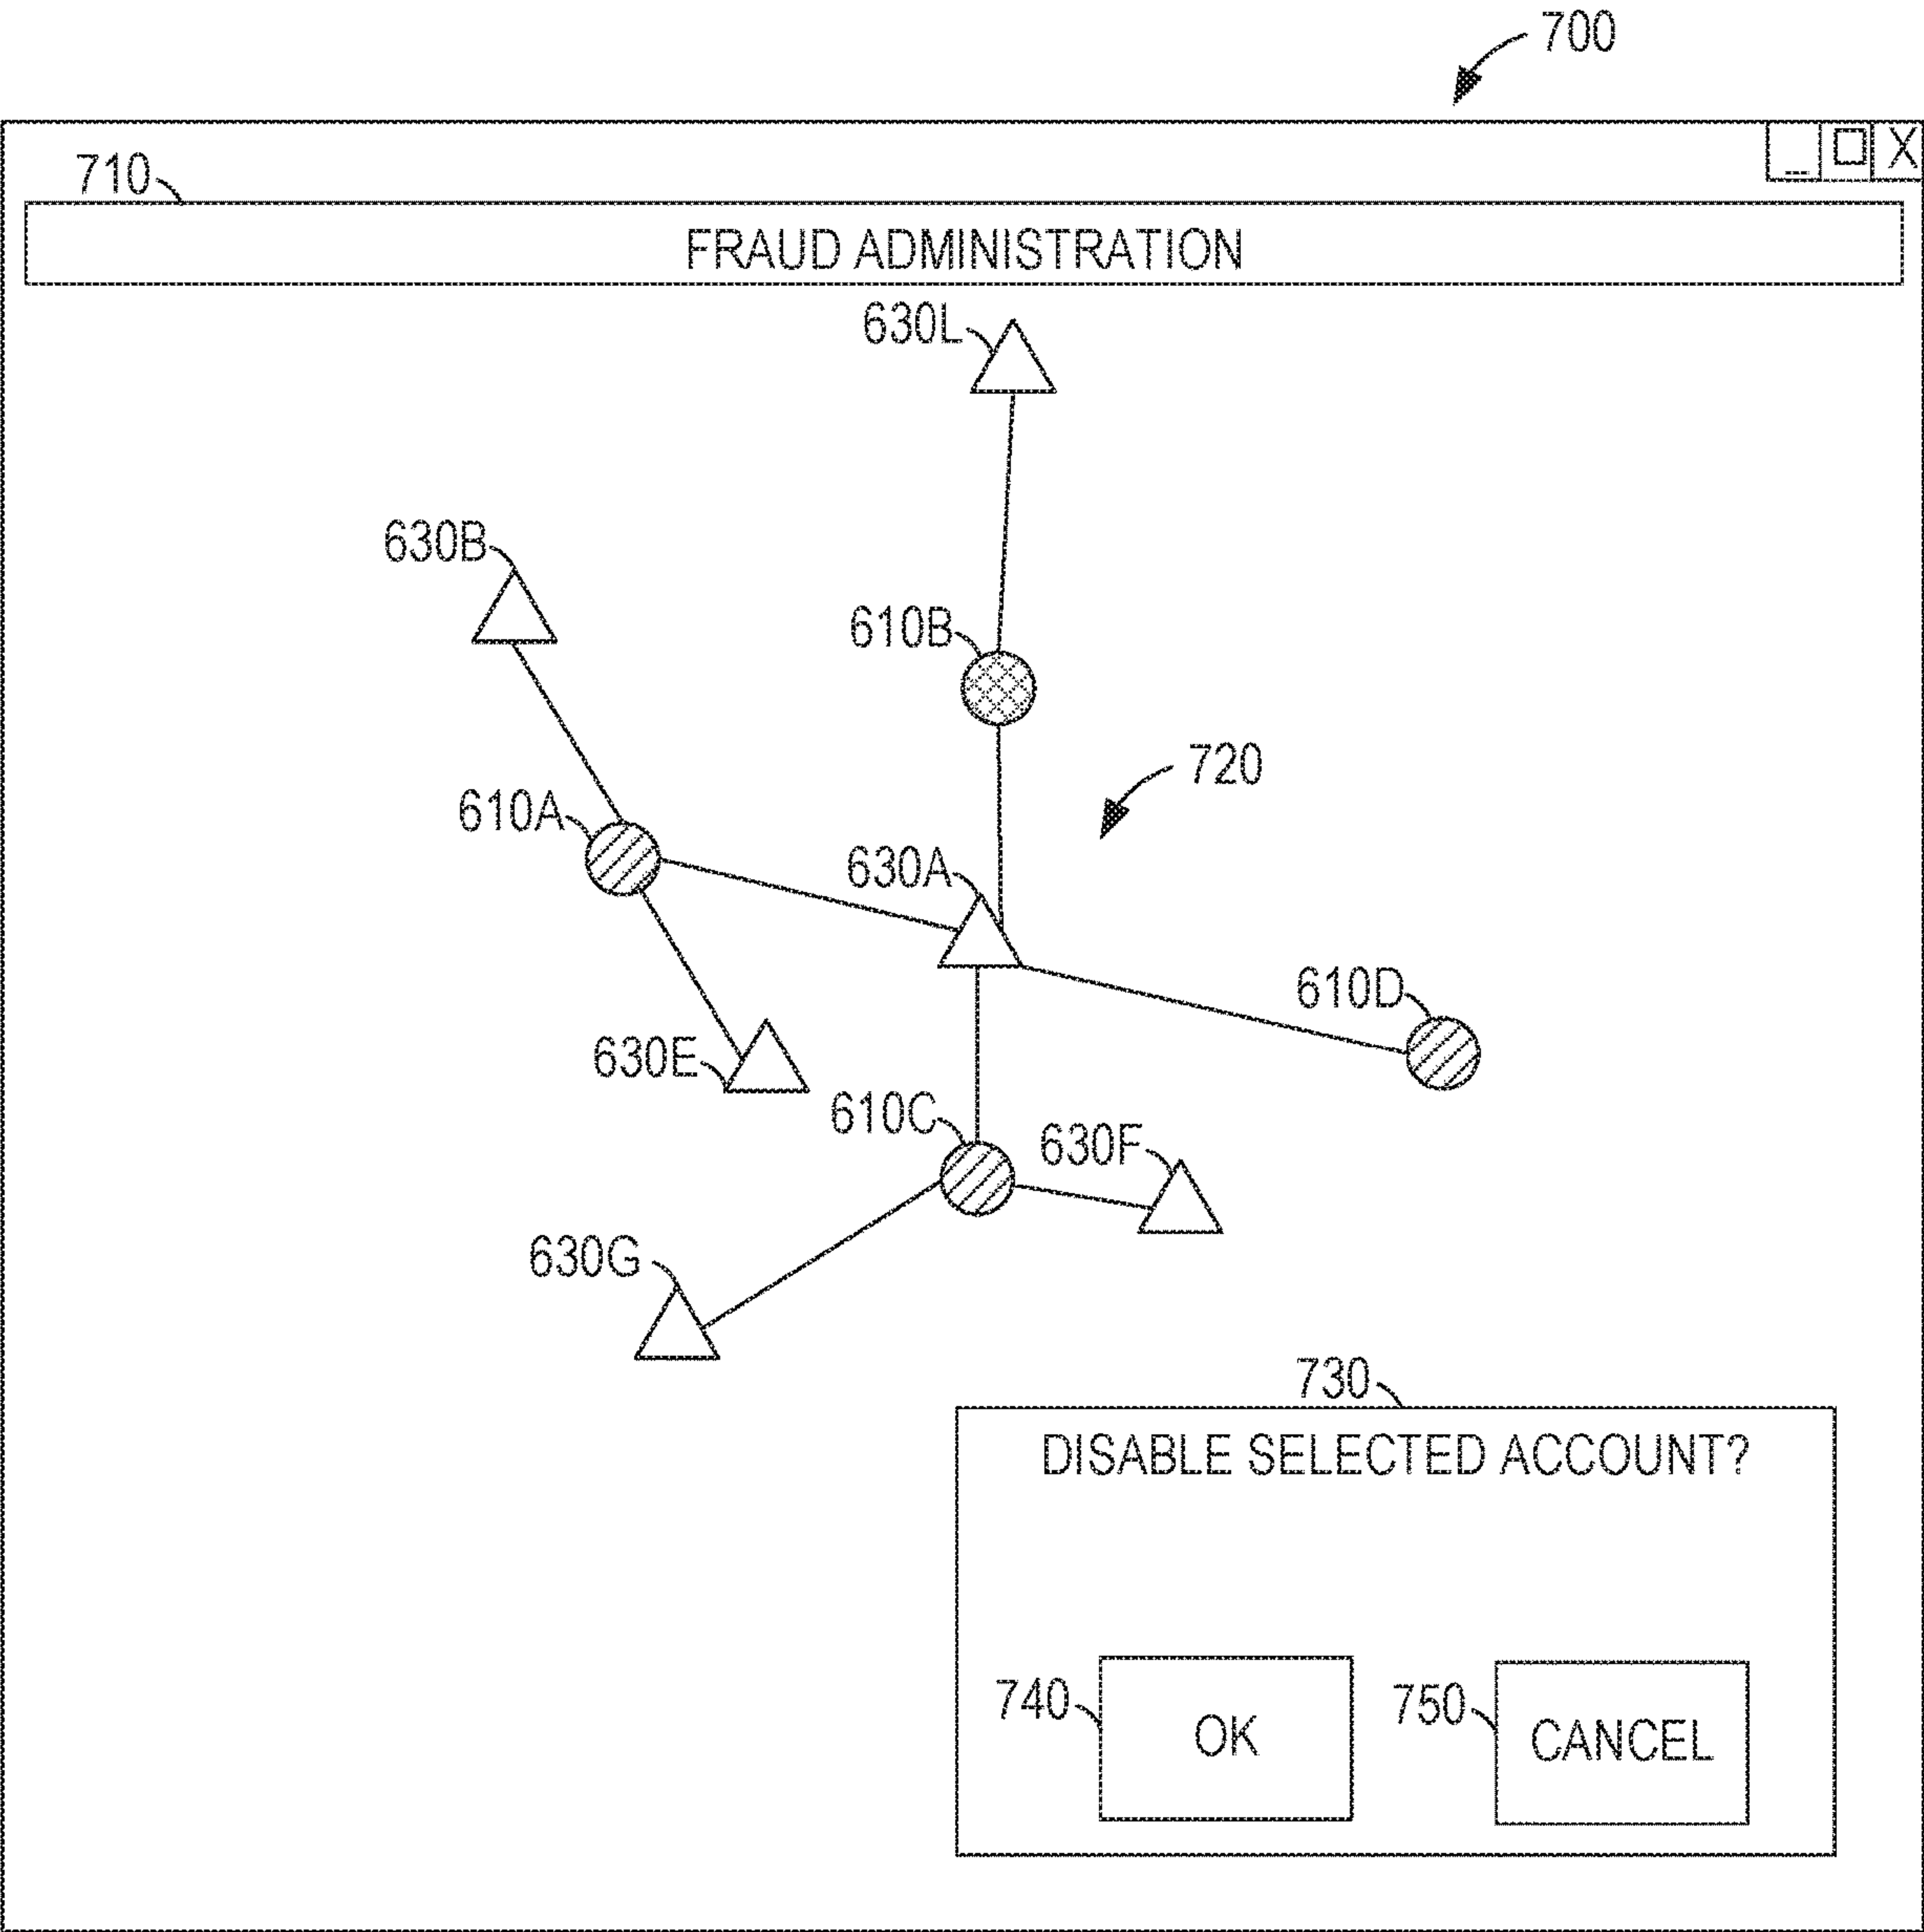 700
_ □ X
710
FRAUD ADMINISTRATION
630L
630B
610B
720
610A
630A
610D
630E
610C
630F
630G
730
DISABLE SELECTED ACCOUNT?
740
OK
750
CANCEL